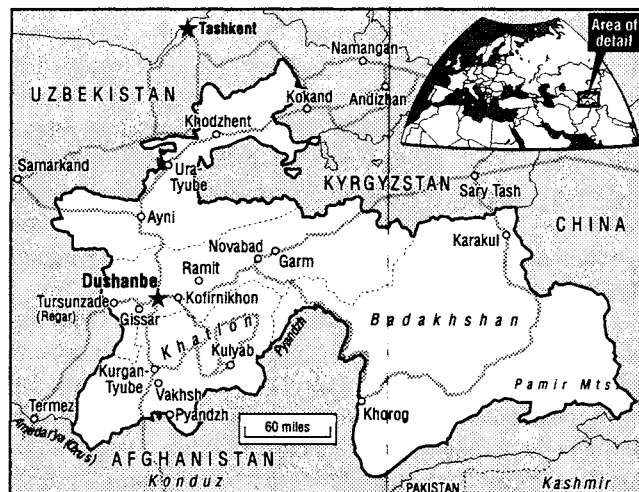 Tashkent
Area of
detail
Namangan
UZBEKISTAN
Kokand
Andizhan
Khodzhent
Samarkand
Ura-
Tyube
KYRGYZSTAN
Sary Tash
Ayni
CHINA
Karakul
Novabad
Garm
Ramit
Dushanbe
Kofirnikhon
Tursunzade
(Regar)
Gissar
Khatlon
Badakhshan
Pyandzh
Kulyab
Kurgan-
Tyube
Vakhsh
Pamir Mts
Khorog
Termez
Pyandzh
Amudarya (Oxus)
60 miles
AFGHANISTAN
Konduz
PAKISTAN
Kashmir